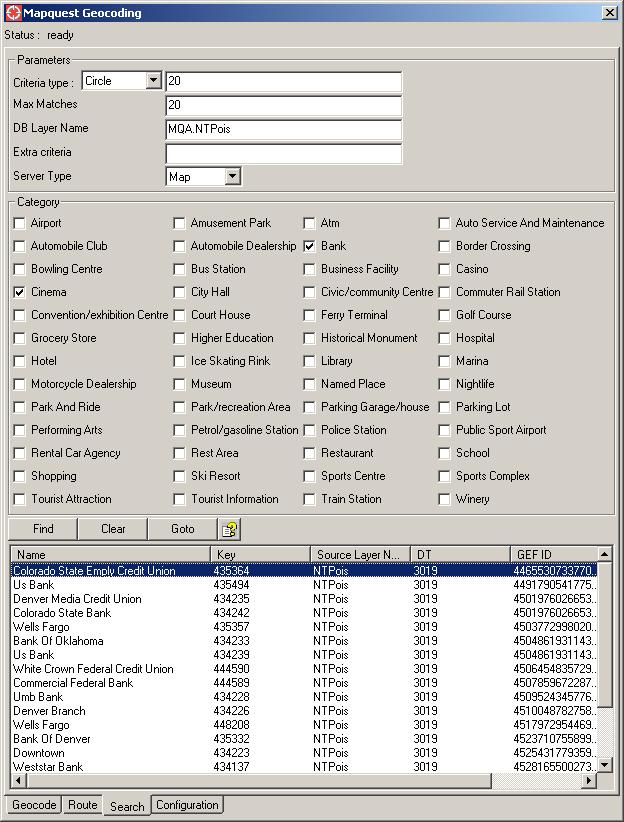 Mapquest Geocoding
Status : ready
Parameters
Criteria type : Circle 20
Max Matches 20
DB Layer Name MQA.NTPois
Extra criteria
Server Type Map
Category
Airport Amusement Park Atm Auto Service And Maintenance
Automobile Club Automobile Dealership Bank Border Crossing
Bowling Centre Bus Station Business Facility Casino
Cinema City Hall Civic/community Centre Commuter Rail Station
Convention/exhibition Centre Court House Ferry Terminal Golf Course
Grocery Store Higher Education Historical Monument Hospital
Hotel Ice Skating Rink Library Marina
Motorcycle Dealership Museum Named Place Nightlife
Park And Ride Park/recreation Area Parking Garage/house Parking Lot
Performing Arts Petrol/gasoline Station Police Station Public Sport Airport
Rental Car Agency Rest Area Restaurant School
Shopping Ski Resort Sports Centre Sports Complex
Tourist Attraction Tourist Information Train Station Winery
Find Clear Goto
Name Key Source Layer N... DT GEF ID
Colorado State Emply Credit Union 435364 NTPois 3019 4465530733770...
Us Bank 435494 NTPois 3019 4491790541775...
Denver Media Credit Union 434235 NTPois 3019 4501976026653...
Colorado State Bank 434242 NTPois 3019 4501976026653...
Wells Fargo 435357 NTPois 3019 4503772998020...
Bank Of Oklahoma 434233 NTPois 3019 4504861931143...
Us Bank 434239 NTPois 3019 4504861931143...
White Crown Federal Credit Union 444590 NTPois 3019 4506454835729...
Commercial Federal Bank 444589 NTPois 3019 4507859672287...
Umb Bank 434228 NTPois 3019 4509524345776...
Denver Branch 434226 NTPois 3019 4510048782758...
Wells Fargo 448208 NTPois 3019 4517972954469...
Bank Of Denver 435332 NTPois 3019 4523710755899...
Downtown 434223 NTPois 3019 4525431779359...
Weststar Bank 434137 NTPois 3019 4528165500273...
Geocode Route Search Configuration